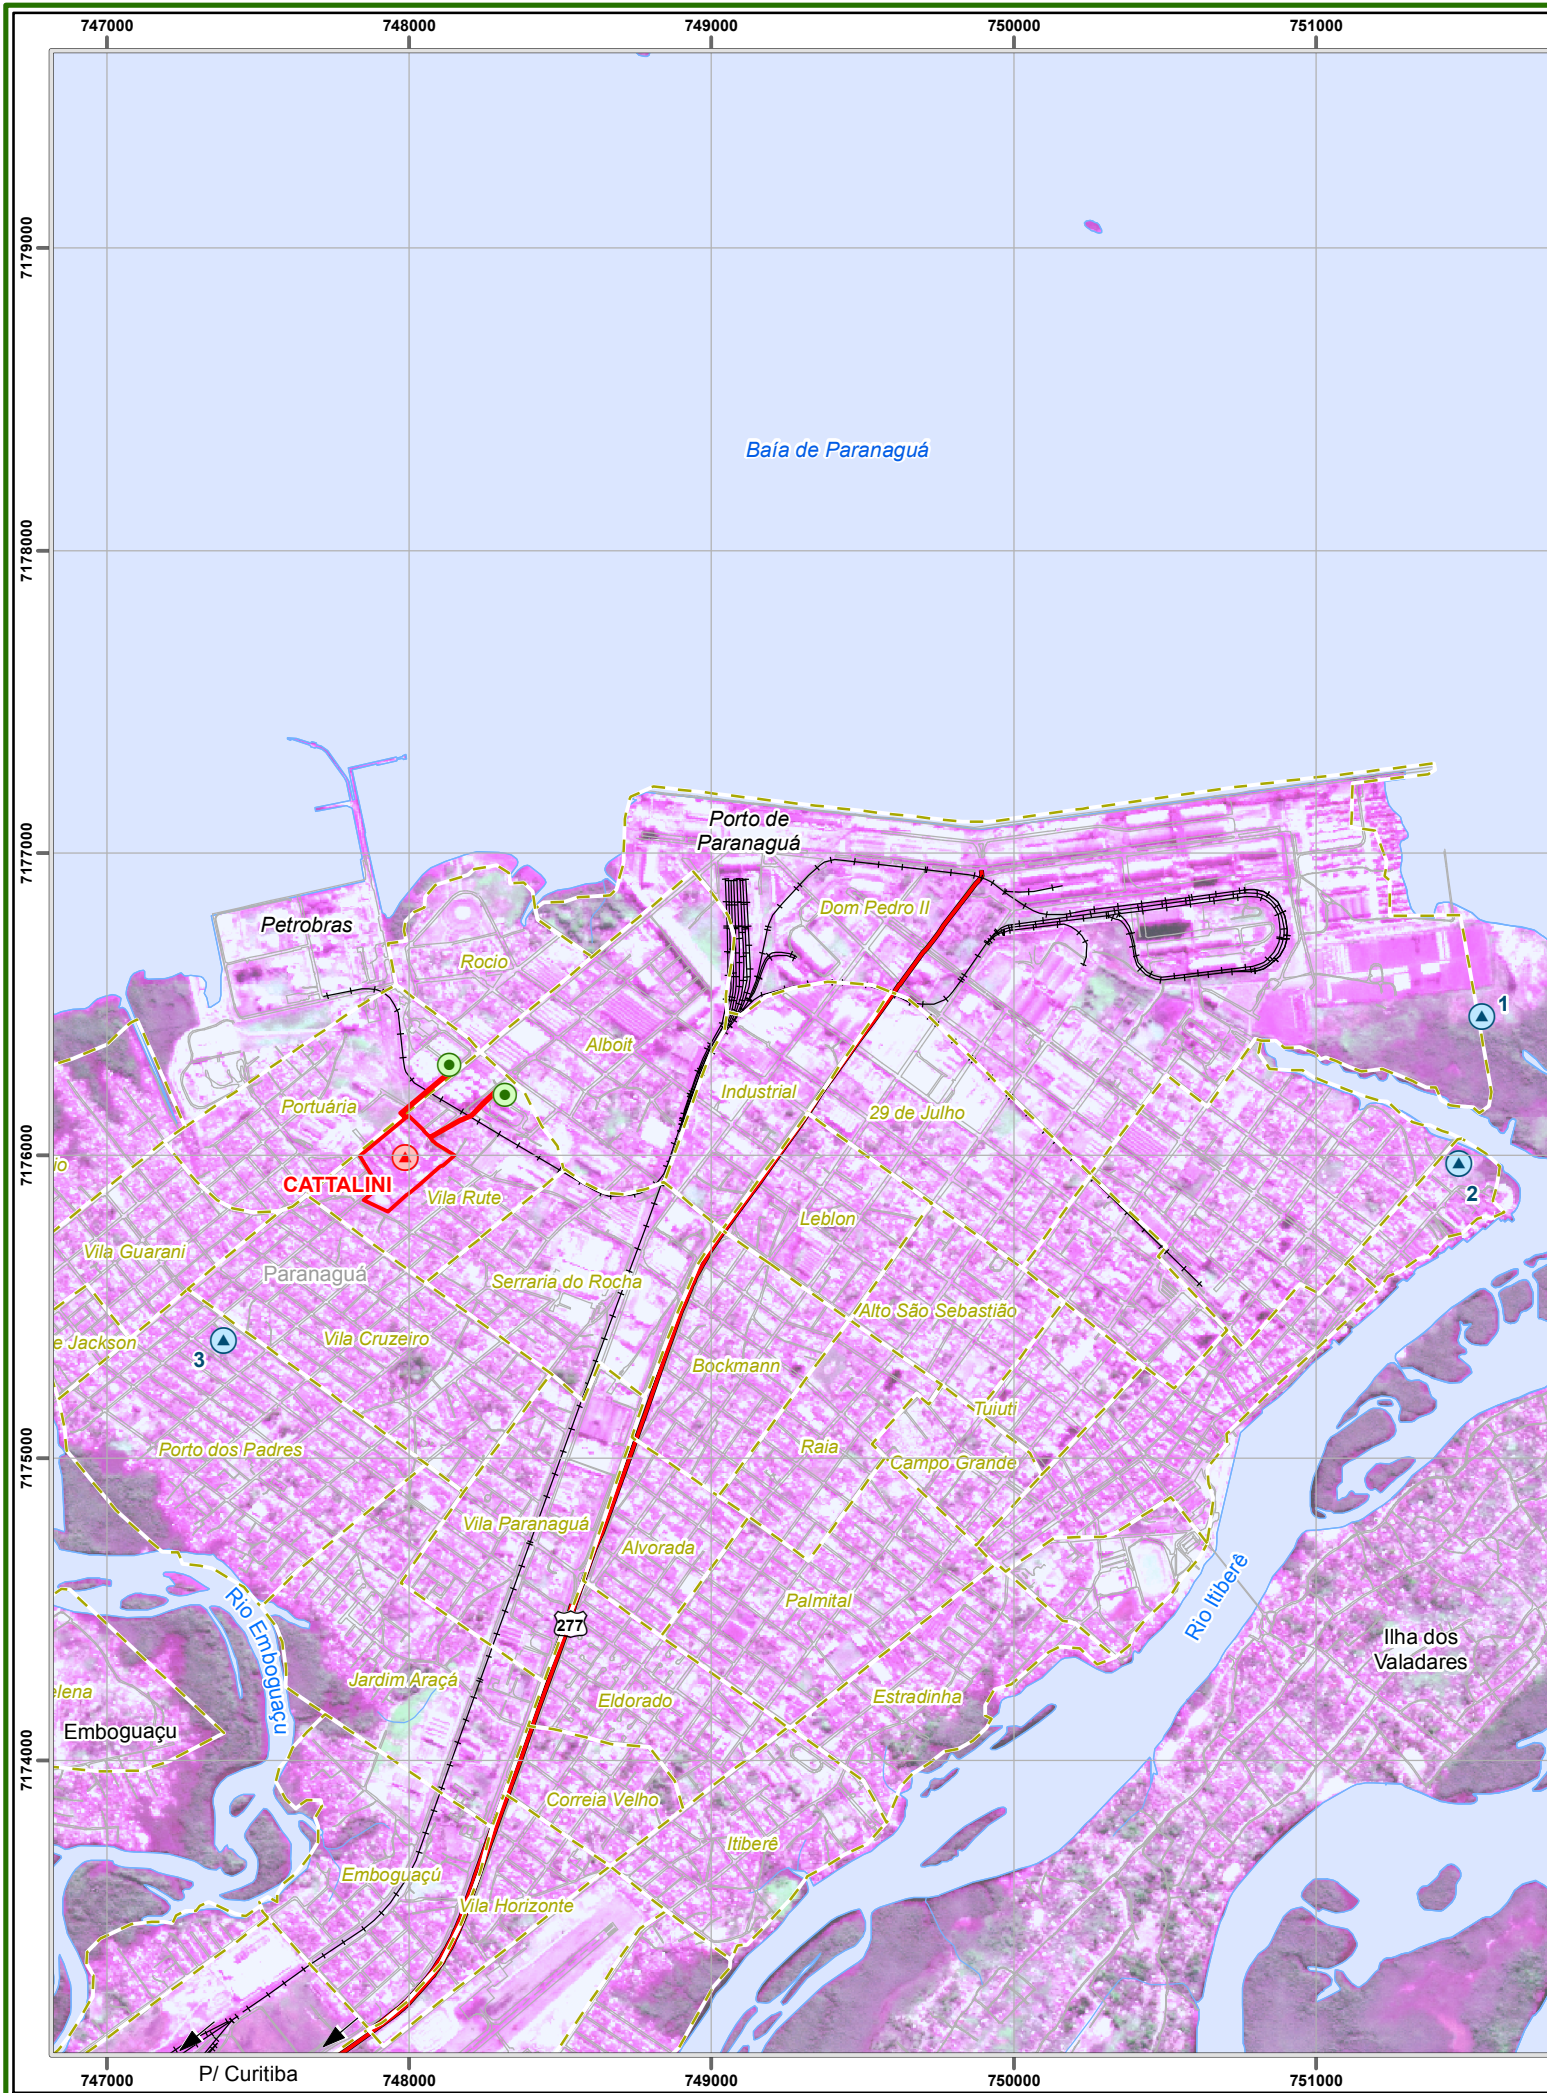 747000 748000 749000 750000 751000
7179000
Baía de Paranaguá
7178000
Porto de
Paranaguá
7177000
Dom Pedro II
Petrobras
Rocio
1
Alboit
Industrial
29 de Julho
Portuária
7176000
io
CATTALINI
Vila Rute
2
Leblon
Vila Guarani
Paranaguá
Serraria do Rocha
Alto São Sebastião
e Jackson
Vila Cruzeiro
3
Bockmann
Tuiuti
Porto dos Padres
Raia
Campo Grande
7175000
Vila Paranaguá
Alvorada
Rio Emboguaçu
Palmital
Rio Itiberê
277
Ilha dos
Valadares
Jardim Araçá
elena
Eldorado
Estradinha
Emboguaçu
7174000
Correia Velho
Itiberê
Emboguaçú
Vila Horizonte
P/ Curitiba
747000 748000 749000 750000 751000